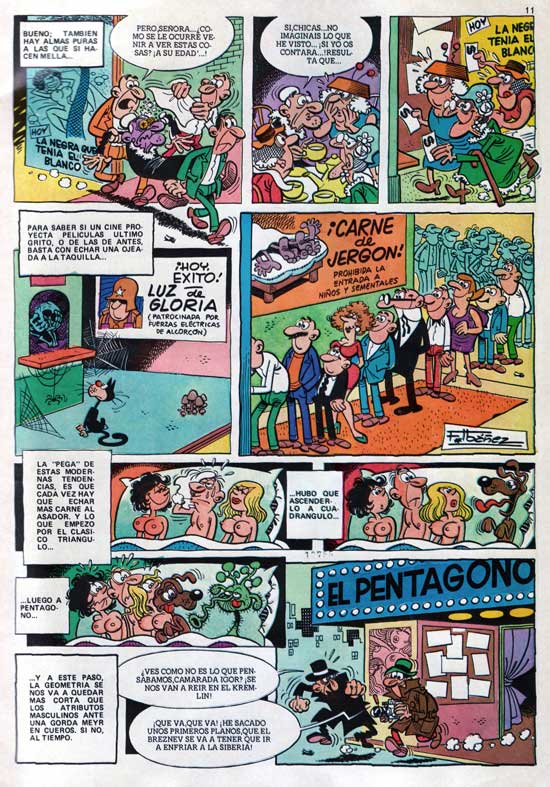 11
BUENO; TAMBIEN
HAY ALMAS PURAS
A LAS QUE SI HA-
CEN MELLA...
PERO,SEÑORA...¿CO-
MO SE LE OCURRE VE-
NIR A VER ESTAS CO-
SAS? ¡A SU EDAD'...!
HOY
LA NEGRA QUE
TENIA EL
BLANCO
SI,CHICAS...NO
IMAGINAIS LO QUE
HE VISTO... ¡SI YO OS
CONTARA...!RESUL-
TA QUE...
HOY
LA NEGRA
TENIA EL
BLANCO
PARA SABER SI UN CINE PRO-
YECTA PELICULAS ULTIMO
GRITO, O DE LAS DE ANTES,
BASTA CON ECHAR UNA OJEA-
DA A LA TAQUILLA...
¡HOY,
EXITO!
LUZ de
GLORIA
(PATROCINADA POR
FUERZAS ELÉCTRICAS
DE ALCORCÓN)
¡CARNE
de
JERGON!
PROHIBIDA LA
ENTRADA A
NIÑOS Y SEMENTALES
F. Ibáñez
LA "PEGA" DE
ESTAS MODER-
NAS TENDEN-
CIAS, ES QUE
CADA VEZ HAY
QUE ECHAR
MAS CARNE AL
ASADOR. Y LO
QUE EMPEZO
POR EL CLASI-
CO TRIANGU-
LO...
...HUBO QUE
ASCENDER-
LO A CUA-
DRANGULO...
...LUEGO A
PENTAGO-
NO...
EL PENTAGONO
...Y A ESTE PASO,
LA GEOMETRIA SE
NOS VA A QUEDAR
MAS CORTA QUE
LOS ATRIBUTOS
MASCULINOS ANTE
UNA GORDA MEYR
EN CUEROS. SI NO,
AL TIEMPO.
¿VES COMO NO ES LO QUE PEN-
SÁBAMOS,CAMARADA IGOR? ¡SE
NOS VAN A REIR EN EL KREM-
LIN!
¡QUE VA,QUE VA! ¡HE SACADO
UNOS PRIMEROS PLANOS,QUE EL
BREZNEV SE VA A TENER QUE IR
A ENFRIAR A LA SIBERIA!